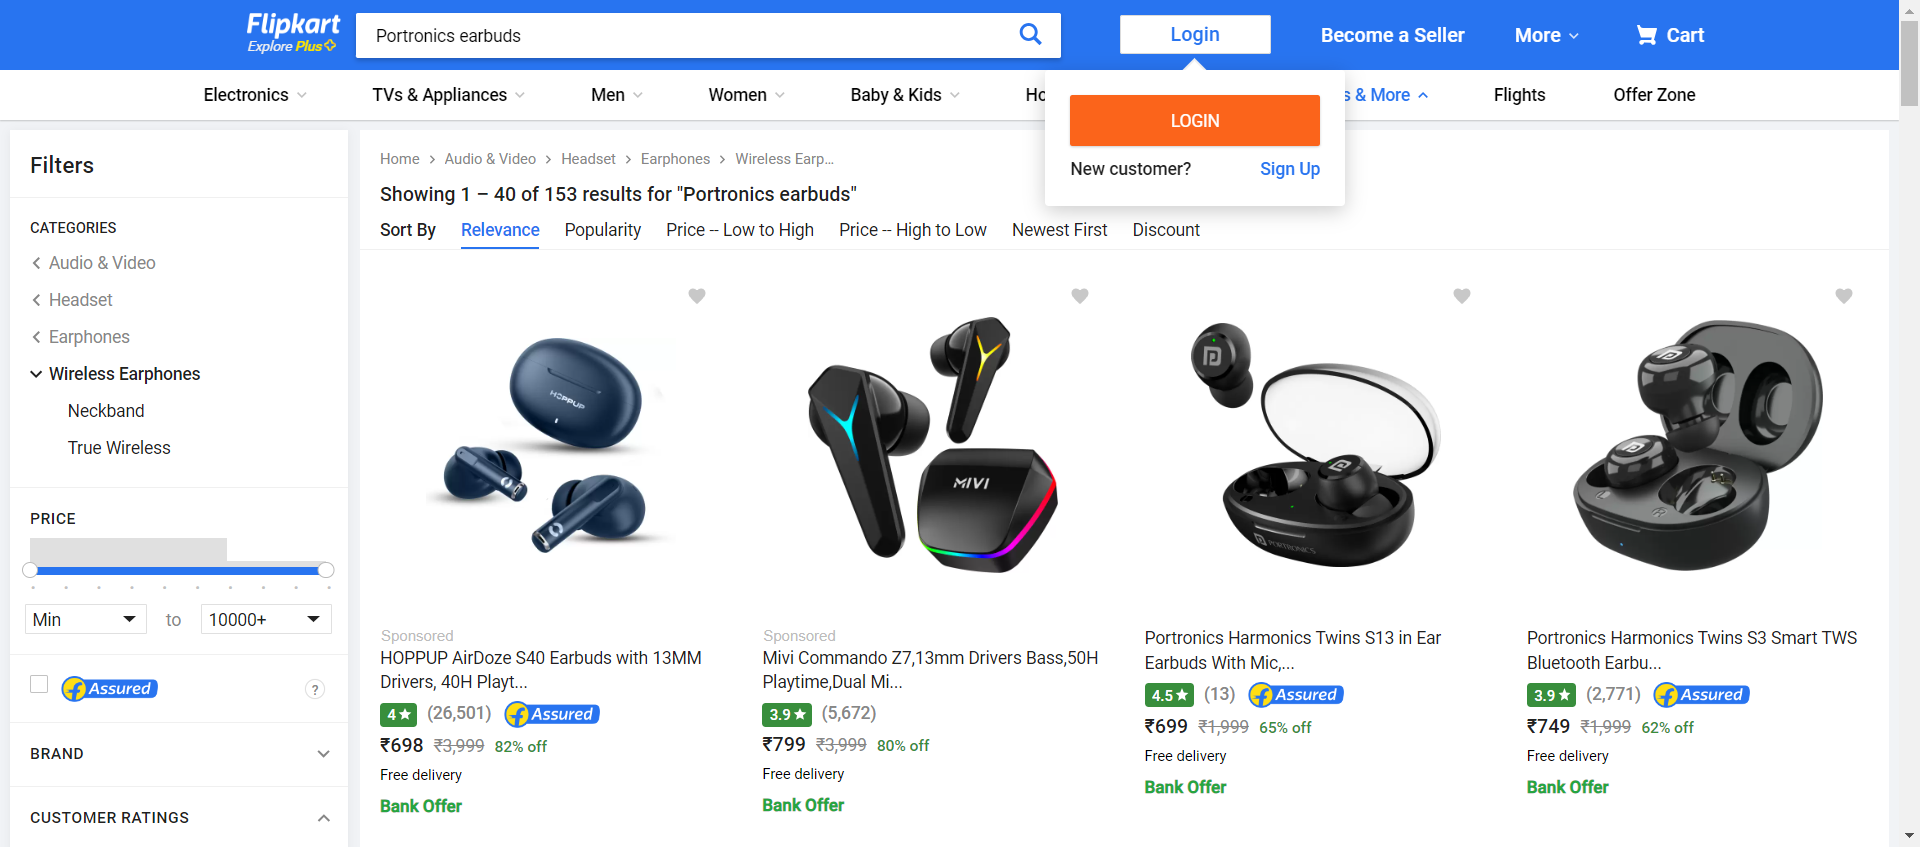 Flipkart
Explore Plus
Portronics earbuds
Login
Become a Seller
More
Cart
Electronics
TVs & Appliances
Men
Women
Baby & Kids
Ho
s & More
Flights
Offer Zone
LOGIN
New customer?
Sign Up
Filters
CATEGORIES
Audio & Video
Headset
Earphones
Wireless Earphones
Neckband
True Wireless
PRICE
Min
to
10000+
Assured
?
BRAND
CUSTOMER RATINGS
Home
Audio & Video
Headset
Earphones
Wireless Earp...
Showing 1 – 40 of 153 results for "Portronics earbuds"
Sort By
Relevance
Popularity
Price -- Low to High
Price -- High to Low
Newest First
Discount
HOPPUP
Sponsored
HOPPUP AirDoze S40 Earbuds with 13MM
Drivers, 40H Playt...
4★ (26,501) Assured
₹698 ₹3,999 82% off
Free delivery
Bank Offer
MIVI
Sponsored
Mivi Commando Z7,13mm Drivers Bass,50H
Playtime,Dual Mi...
3.9★ (5,672)
₹799 ₹3,999 80% off
Free delivery
Bank Offer
PORTRONICS
Portronics Harmonics Twins S13 in Ear
Earbuds With Mic,...
4.5★ (13) Assured
₹699 ₹1,999 65% off
Free delivery
Bank Offer
Portronics Harmonics Twins S3 Smart TWS
Bluetooth Earbu...
3.9★ (2,771) Assured
₹749 ₹1,999 62% off
Free delivery
Bank Offer